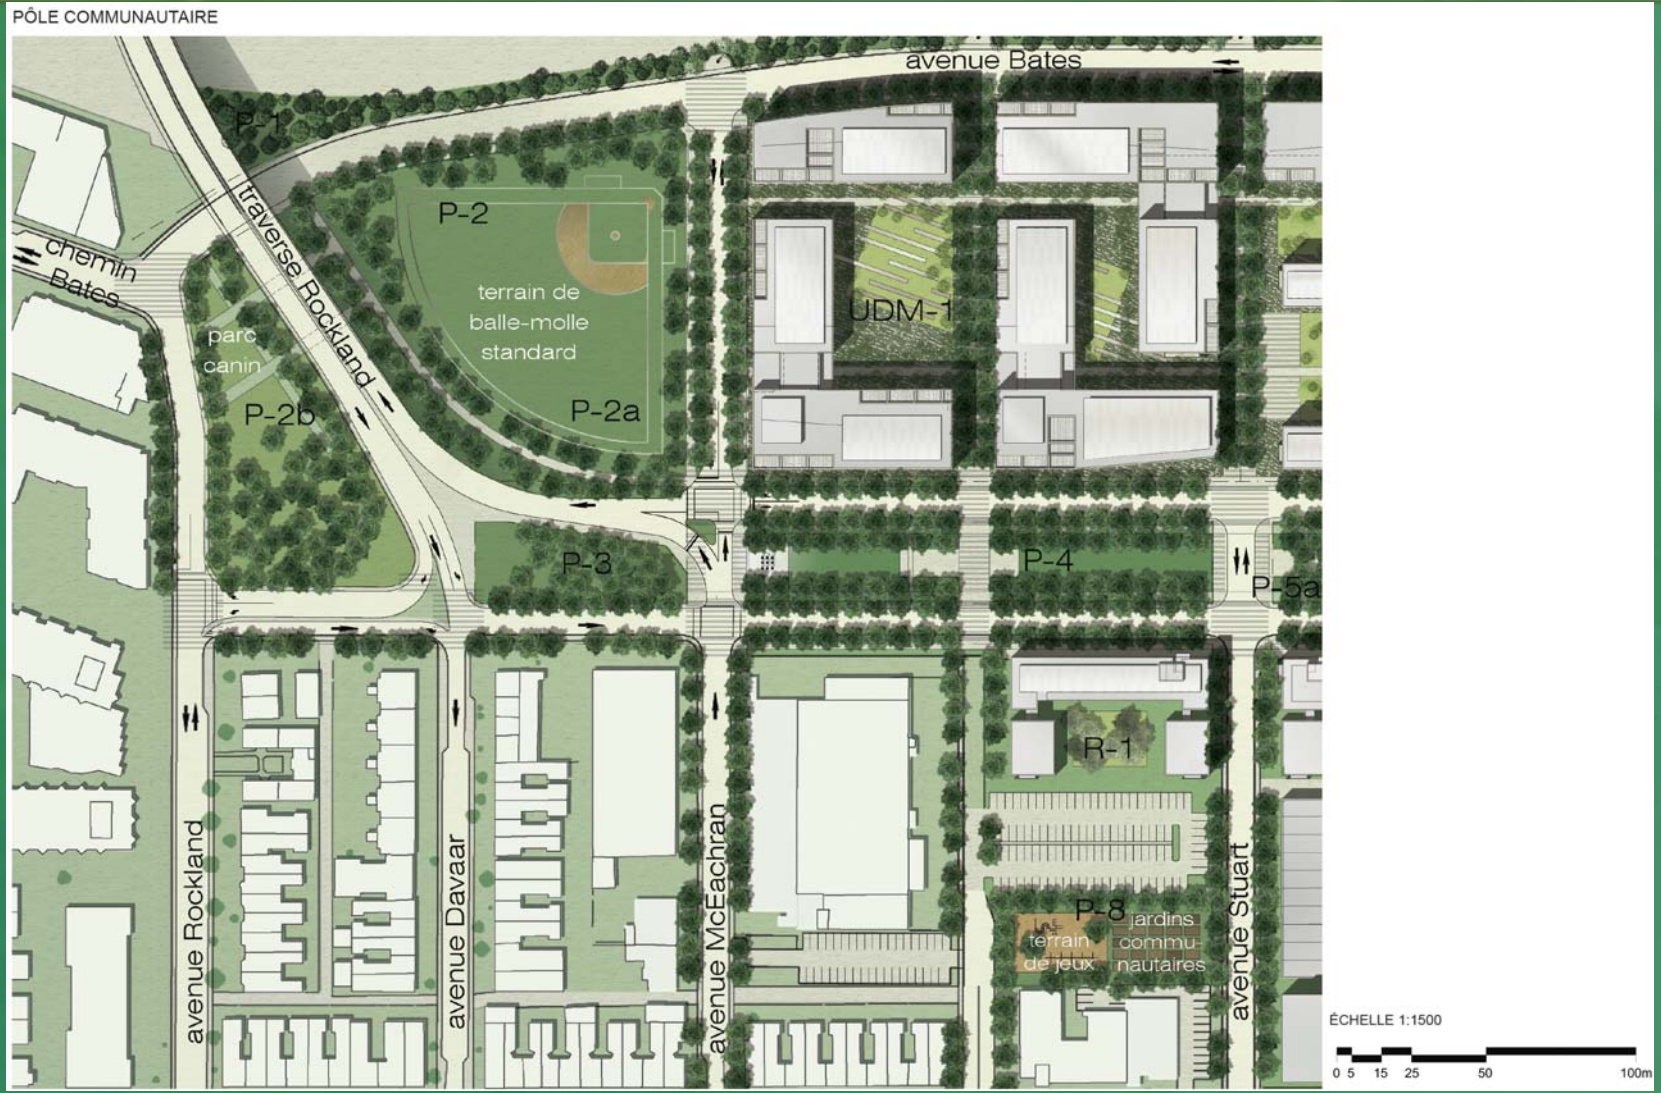 PÔLE COMMUNAUTAIRE
avenue Bates
P-1
traverse Rockland
P-2
chemin
Bates
terrain de
balle-molle
standard
UDM-1
parc
canin
P-2b
P-2a
P-3
P-4
P-5a
R-1
avenue Rockland
avenue Davaar
avenue McEachran
avenue Stuart
P-8
terrain
de jeux
jardins
commu-
nautaires
ÉCHELLE 1:1500
0 5 15 25 50 100m